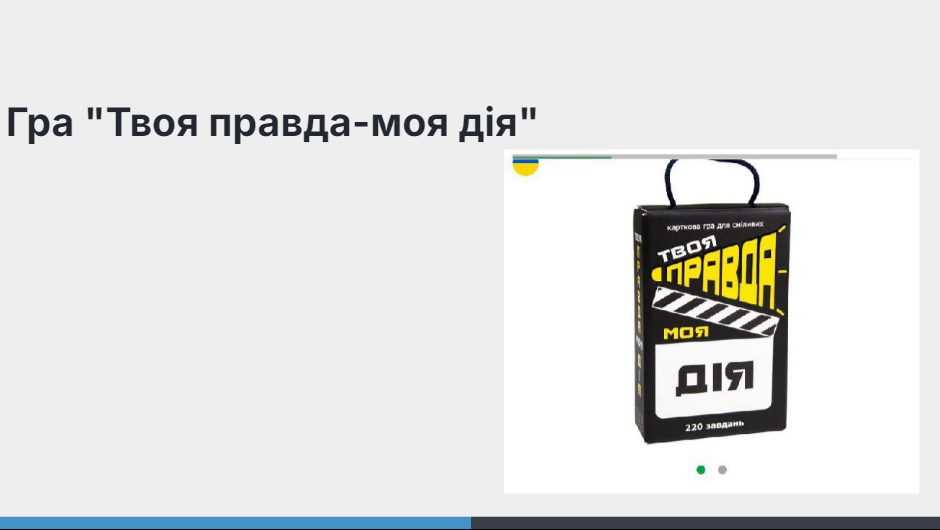 Гра "Твоя правда-моя дія"
карткова гра для сміливих
ТВОЯ
ПРАВДА
МОЯ
ДІЯ
220 завдань